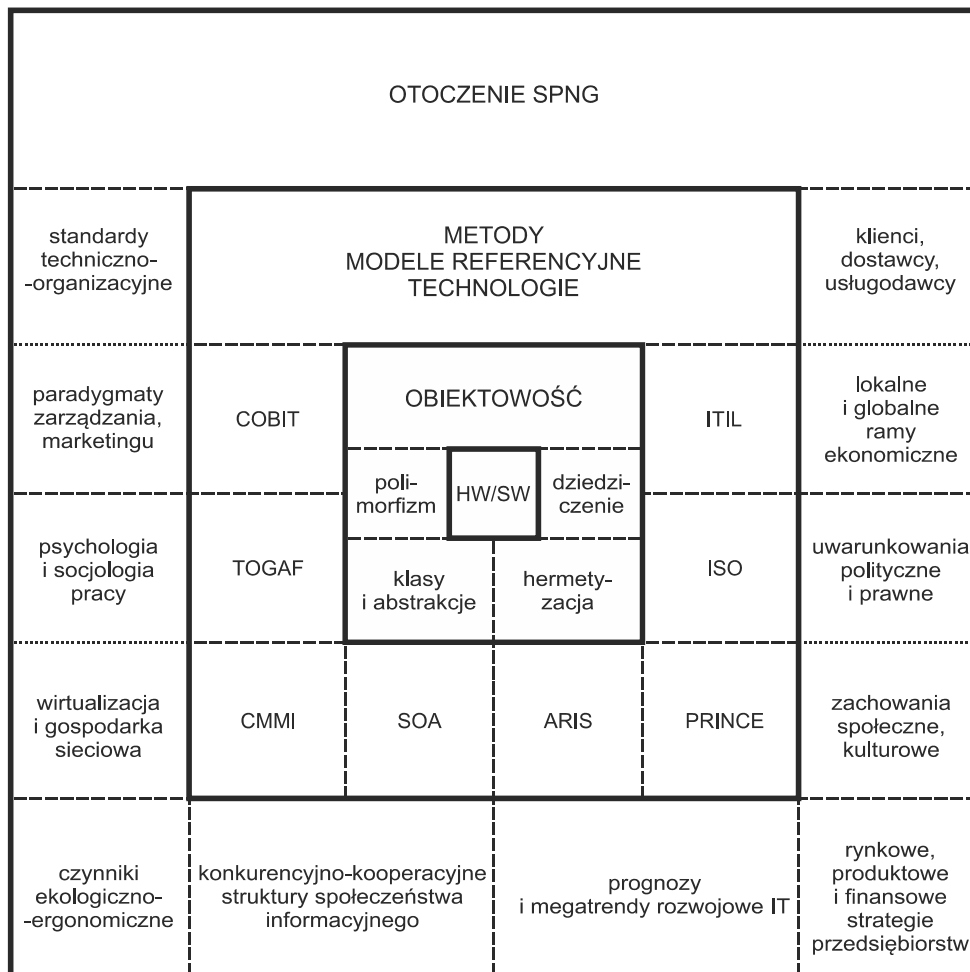 OTOCZENIE SPNG
standardy
techniczno-
-organizacyjne
METODY
MODELE REFERENCYJNE
TECHNOLOGIE
klienci,
dostawcy,
usługodawcy
paradygmaty
zarządzania,
marketingu
COBIT
OBIEKTOWOŚĆ
ITIL
lokalne
i globalne
ramy
ekonomiczne
poli-
morfizm
HW/SW
dziedzi-
czenie
psychologia
i socjologia
pracy
TOGAF
klasy
i abstrakcje
hermety-
zacja
ISO
uwarunkowania
polityczne
i prawne
wirtualizacja
i gospodarka
sieciowa
CMMI
SOA
ARIS
PRINCE
zachowania
społeczne,
kulturowe
czynniki
ekologiczno-
-ergonomiczne
konkurencyjno-kooperacyjne
struktury społeczeństwa
informacyjnego
prognozy
i megatrendy rozwojowe IT
rynkowe,
produktowe
i finansowe
strategie
przedsiębiorstw